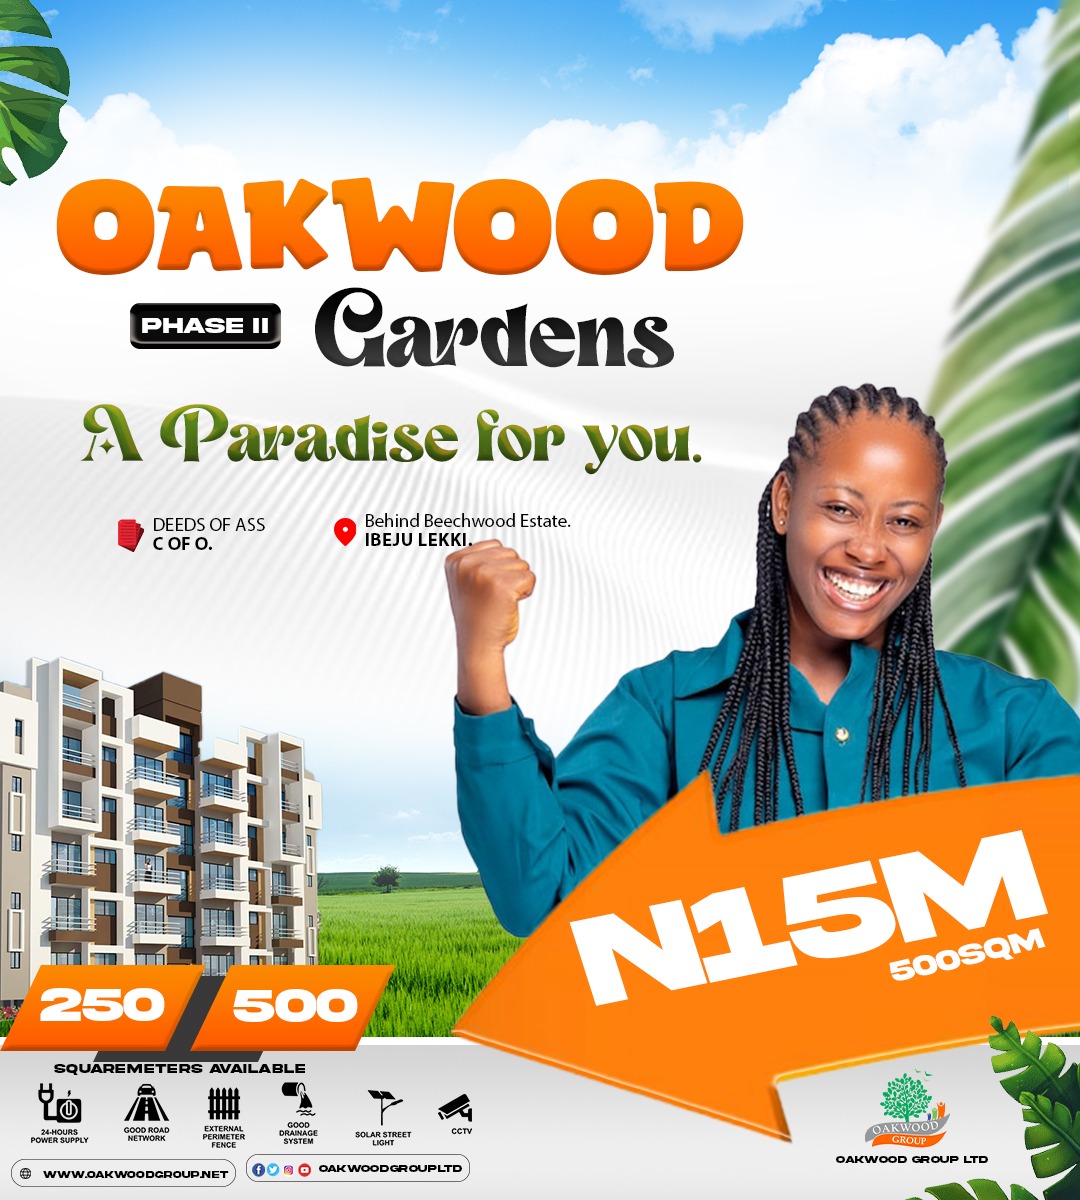 OAKWOOD
PHASE II
Gardens
A Paradise for you.
DEEDS OF ASS
C OF O.
Behind Beechwood Estate.
IBEJU LEKKI.
N15M
500SQM
250
500
SQUAREMETERS AVAILABLE
24-HOURS
POWER SUPPLY
GOOD ROAD
NETWORK
EXTERNAL
PERIMETER
FENCE
GOOD
DRAINAGE
SYSTEM
SOLAR STREET
LIGHT
CCTV
WWW.OAKWOODGROUP.NET
OAKWOODGROUPLTD
OAKWOOD
GROUP
OAKWOOD GROUP LTD